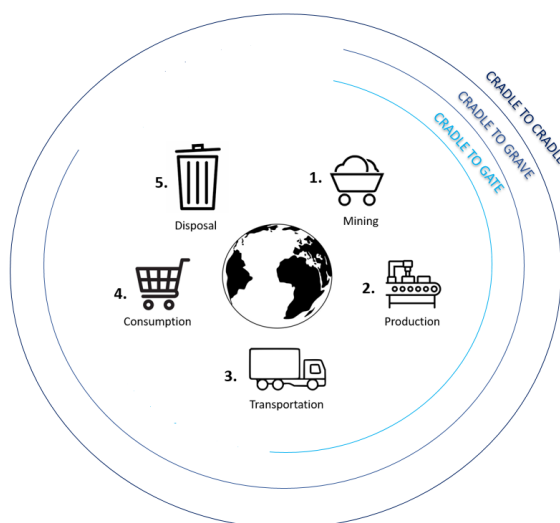 CRADLE TO CRADLE
CRADLE TO GRAVE
CRADLE TO GATE
1.
Mining
2.
Production
3.
Transportation
4.
Consumption
5.
Disposal